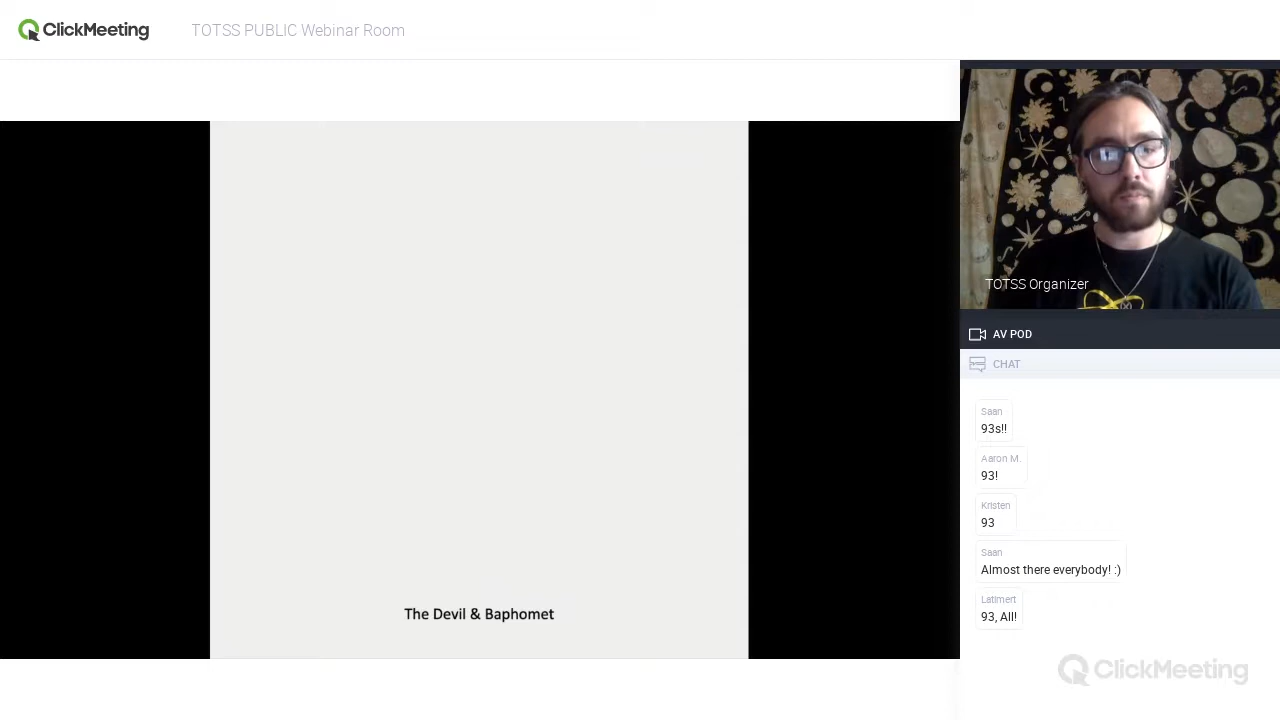 ClickMeeting
TOTSS PUBLIC Webinar Room
The Devil & Baphomet
TOTSS Organizer
AV POD
CHAT
Saan
93s!!
Aaron M.
93!
Kristen
93
Saan
Almost there everybody! :)
Latimert
93, All!
ClickMeeting